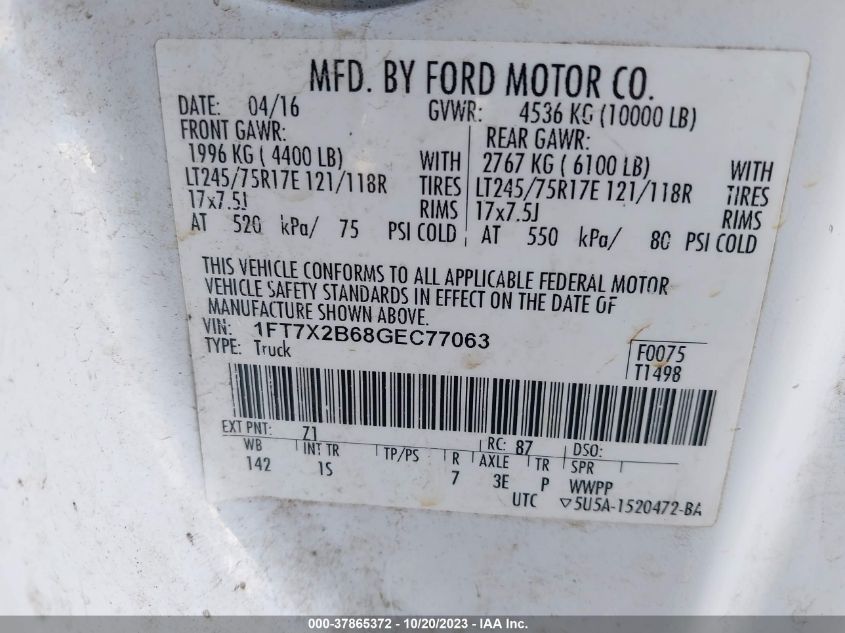 MFD. BY FORD MOTOR CO.
DATE: 04/16 GVWR: 4536 KG (10000 LB)
FRONT GAWR: REAR GAWR:
1996 KG ( 4400 LB) WITH 2767 KG ( 6100 LB) WITH
LT245/75R17E 121/118R TIRES LT245/75R17E 121/118R TIRES
17x7.5J RIMS 17x7.5J RIMS
AT 520 kPa/ 75 PSI COLD AT 550 kPa/ 80 PSI COLD
THIS VEHICLE CONFORMS TO ALL APPLICABLE FEDERAL MOTOR
VEHICLE SAFETY STANDARDS IN EFFECT ON THE DATE OF
MANUFACTURE SHOWN ABOVE.
VIN: 1FT7X2B68GEC77063
TYPE: Truck
F0075
T1498
EXT PNT: Z1 RC: 87 DSO:
WB INT TR TP/PS R AXLE TR SPR
142 1S 7 3E P WWPP
UTC ▽5U5A-1520472-BA
000-37865372 - 10/20/2023 - IAA Inc.